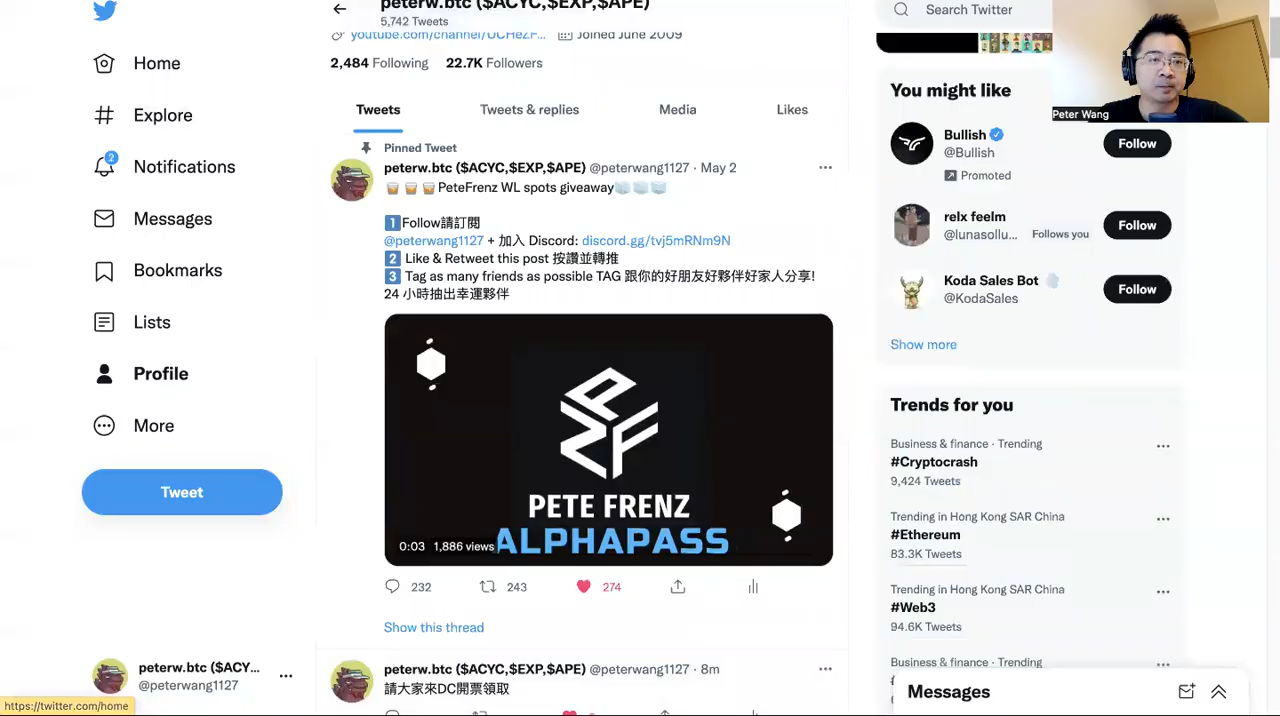 peterw.btc ($ACYC,$EXP,$APE)
5,742 Tweets
youtube.com/channel/UCHeZF… Joined June 2009
2,484 Following 22.7K Followers
Tweets Tweets & replies Media Likes
Pinned Tweet
peterw.btc ($ACYC,$EXP,$APE) @peterwang1127 · May 2
🥃 🥃 🥃PeteFrenz WL spots giveaway🧊🧊🧊
1️⃣Follow請訂閱
@peterwang1127 + 加入 Discord: discord.gg/tvj5mRNm9N
2️⃣ Like & Retweet this post 按讚並轉推
3️⃣ Tag as many friends as possible TAG 跟你的好朋友好夥伴好家人分享!
24 小時抽出幸運夥伴
PETE FRENZ
ALPHAPASS
0:03 1,886 views
232 243 274
Show this thread
peterw.btc ($ACYC,$EXP,$APE) @peterwang1127 · 8m
請大家來DC開票領取
Home
Explore
2
Notifications
Messages
Bookmarks
Lists
Profile
More
Tweet
peterw.btc ($ACY...
@peterwang1127
https://twitter.com/home
Search Twitter
Peter Wang
You might like
Bullish
@Bullish
Promoted
Follow
relx feelm
@lunasollu... Follows you
Follow
Koda Sales Bot
@KodaSales
Follow
Show more
Trends for you
Business & finance · Trending
#Cryptocrash
9,424 Tweets
Trending in Hong Kong SAR China
#Ethereum
83.3K Tweets
Trending in Hong Kong SAR China
#Web3
94.6K Tweets
Business & finance · Trending
Messages